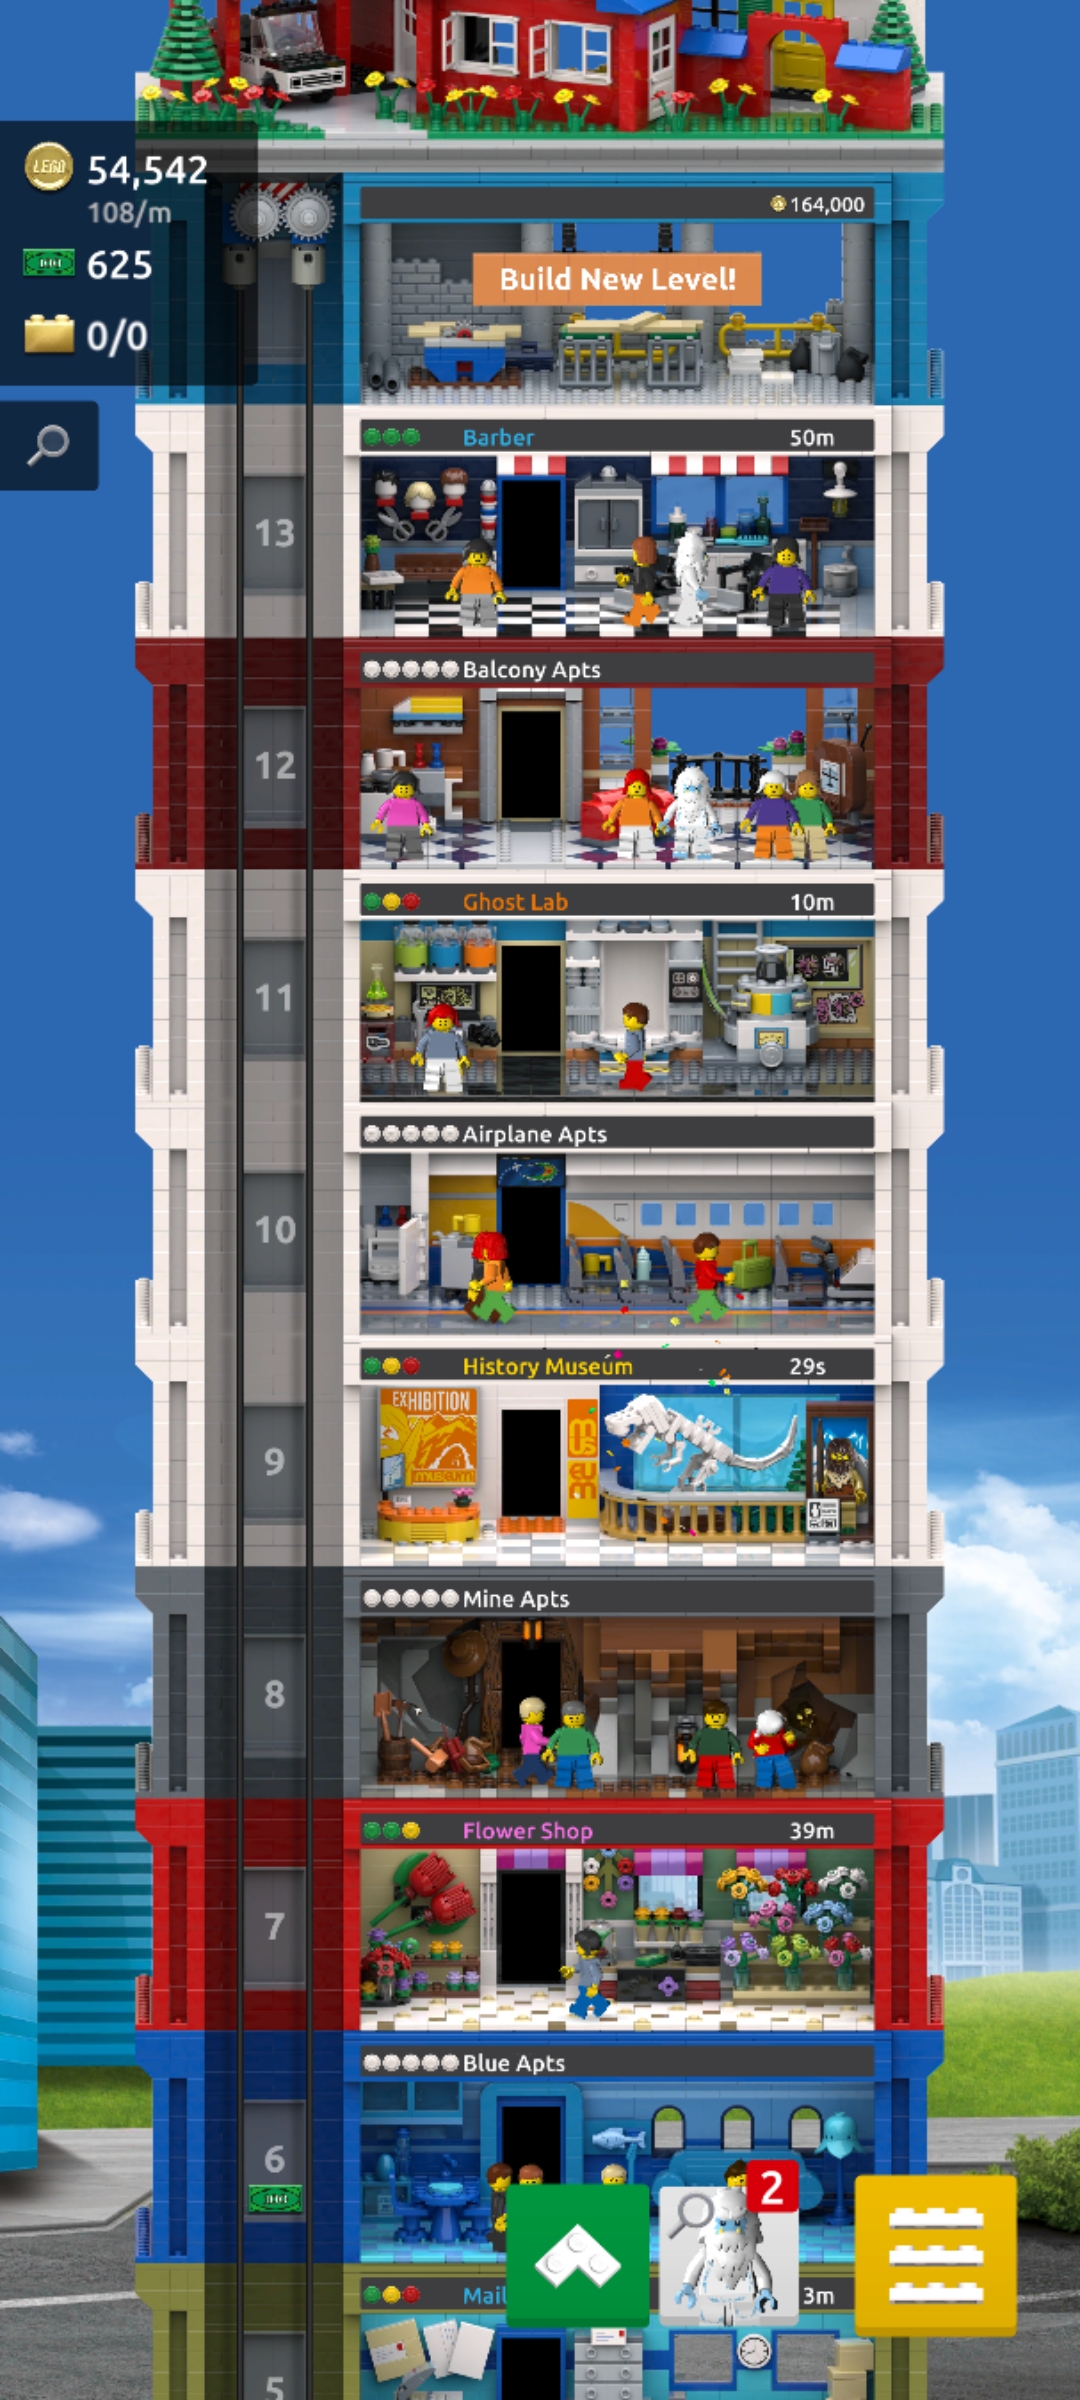 LEGO 54,542
108/m
625
0/0
164,000
Build New Level!
Barber 50m
13
Balcony Apts
12
Ghost Lab 10m
11
Airplane Apts
10
History Museum 29s
EXHIBITION
museum
mus
eum
9
Mine Apts
8
Flower Shop 39m
7
Blue Apts
6
2
Mail 3m
5